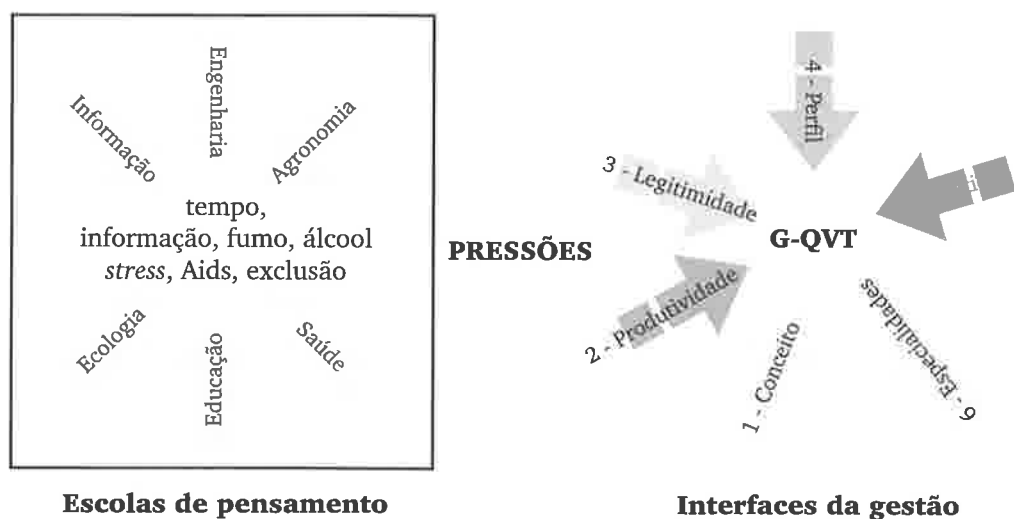 Informação
Engenharia
Agronomia
tempo,
informação, fumo, álcool
stress, Aids, exclusão
Ecologia
Educação
Saúde
Escolas de pensamento
PRESSÕES
4 - Perfil
3 - Legitimidade
G-QVT
2 - Produtividade
1 - Conceito
6 - Especialidades
Interfaces da gestão